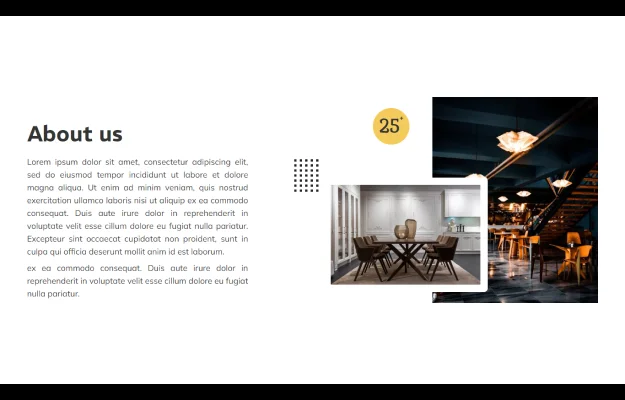 About us
Lorem ipsum dolor sit amet, consectetur adipiscing elit,
sed do eiusmod tempor incididunt ut labore et dolore
magna aliqua. Ut enim ad minim veniam, quis nostrud
exercitation ullamco laboris nisi ut aliquip ex ea commodo
consequat. Duis aute irure dolor in reprehenderit in
voluptate velit esse cillum dolore eu fugiat nulla pariatur.
Excepteur sint occaecat cupidatat non proident, sunt in
culpa qui officia deserunt mollit anim id est laborum.
ex ea commodo consequat. Duis aute irure dolor in
reprehenderit in voluptate velit esse cillum dolore eu fugiat
nulla pariatur.
25+